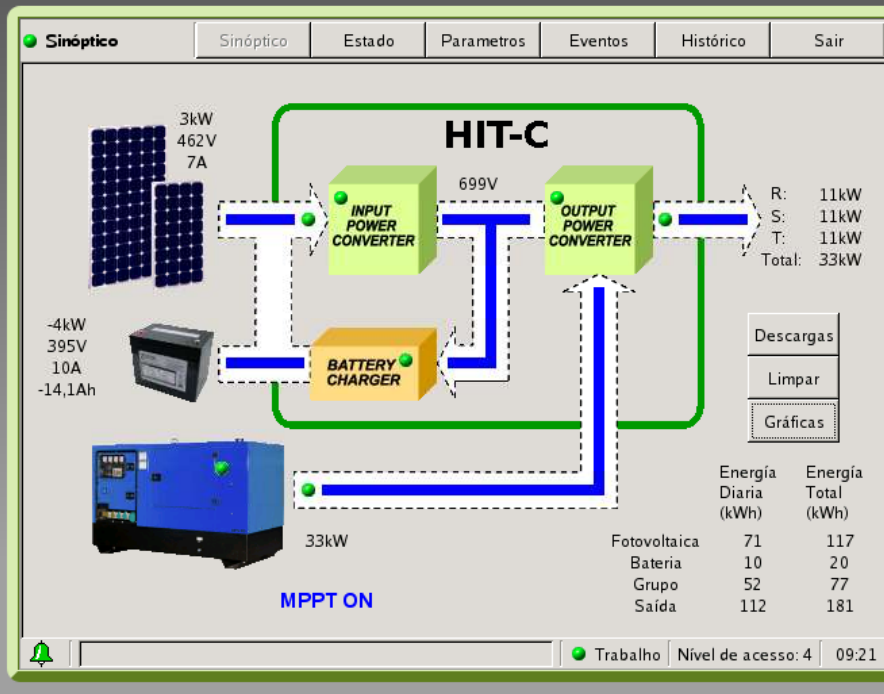 Sinóptico
Sinóptico Estado Parametros Eventos Histórico Sair
3kW
462V
7A
HIT-C
699V
INPUT
POWER
CONVERTER
OUTPUT
POWER
CONVERTER
R: 11kW
S: 11kW
T: 11kW
Total: 33kW
-4kW
395V
10A
-14,1Ah
BATTERY
CHARGER
Descargas
Limpar
Gráficas
33kW
MPPT ON
Energía Energía
Diaria Total
(kWh) (kWh)
Fotovoltaica 71 117
Bateria 10 20
Grupo 52 77
Saída 112 181
Trabalho Nível de acesso: 4 09:21